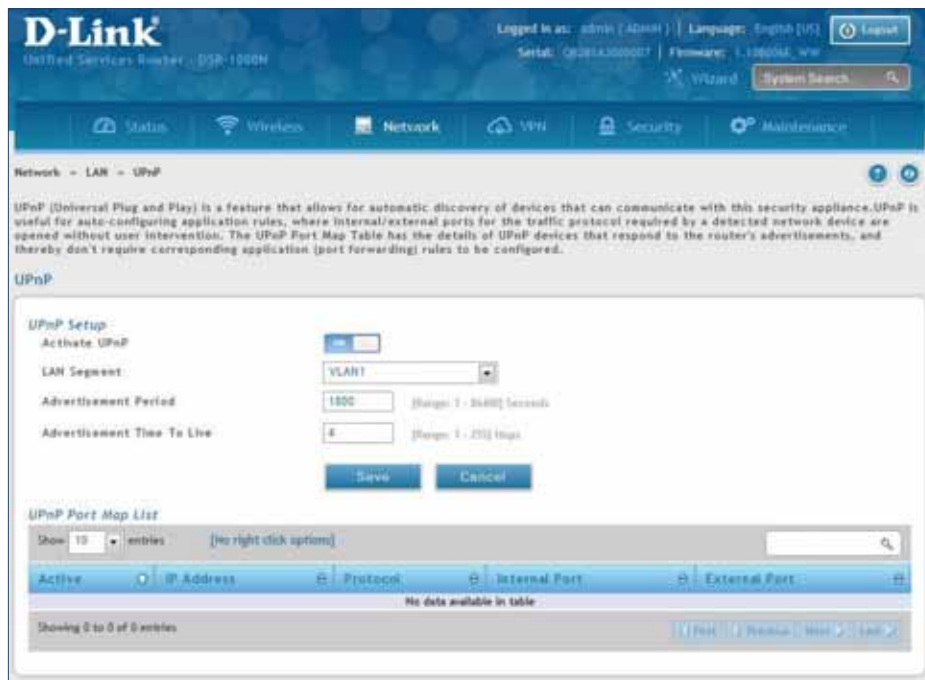 D-Link
Unified Services Router - DSR-1000N
Logged in as: admin ( ADMIN ) | Language: English [US]
Logout
Serial: | Firmware:
Wizard
System Search
Status
Wireless
Network
VPN
Security
Maintenance
Network » LAN » UPnP
UPnP (Universal Plug and Play) is a feature that allows for automatic discovery of devices that can communicate with this security appliance.UPnP is
useful for auto-configuring application rules, where internal/external ports for the traffic protocol required by a detected network device are
opened without user intervention. The UPnP Port Map Table has the details of UPnP devices that respond to the router's advertisements, and
thereby don't require corresponding application (port forwarding) rules to be configured.
UPnP
UPnP Setup
Activate UPnP
ON
LAN Segment
VLAN1
Advertisement Period
1800
[Range: 1 - 86400] Seconds
Advertisement Time To Live
4
[Range: 1 - 255] Hops
Save
Cancel
UPnP Port Map List
Show 10 entries
[No right click options]
Active
IP Address
Protocol
Internal Port
External Port
No data available in table
Showing 0 to 0 of 0 entries
First
Previous
Next
Last